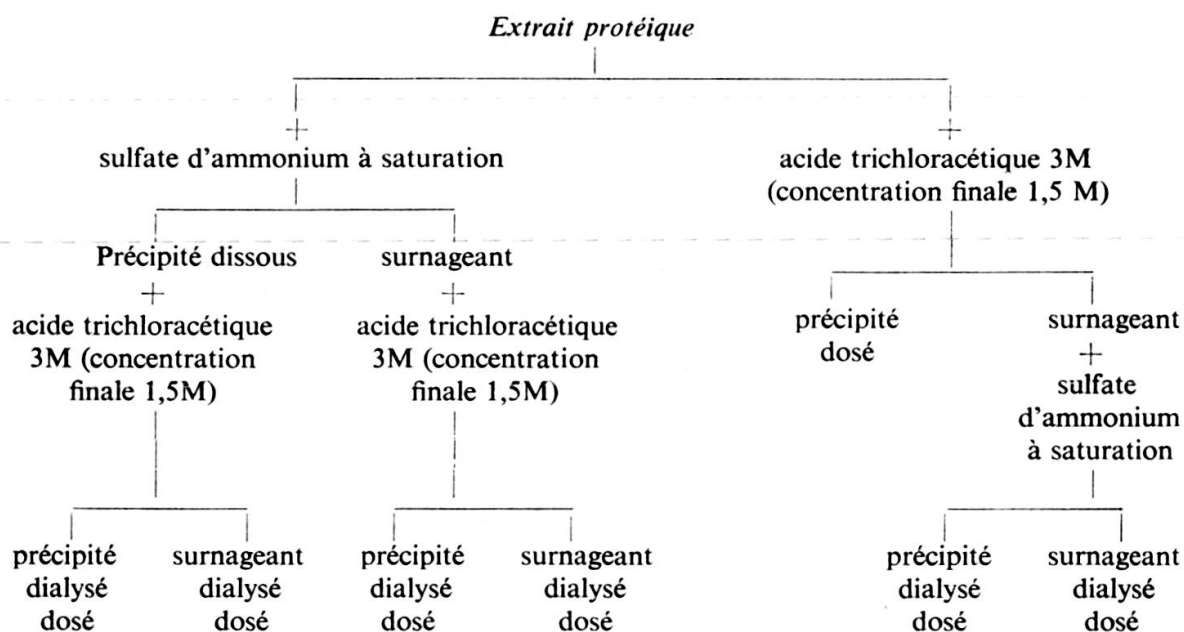 Extrait protéique
+
sulfate d'ammonium à saturation
+
acide trichloracétique 3M
(concentration finale 1,5 M)
Précipité dissous
+
acide trichloracétique
3M (concentration
finale 1,5M)
surnageant
+
acide trichloracétique
3M (concentration
finale 1,5M)
précipité
dosé
surnageant
+
sulfate
d'ammonium
à saturation
précipité
dialysé
dosé
surnageant
dialysé
dosé
précipité
dialysé
dosé
surnageant
dialysé
dosé
précipité
dialysé
dosé
surnageant
dialysé
dosé